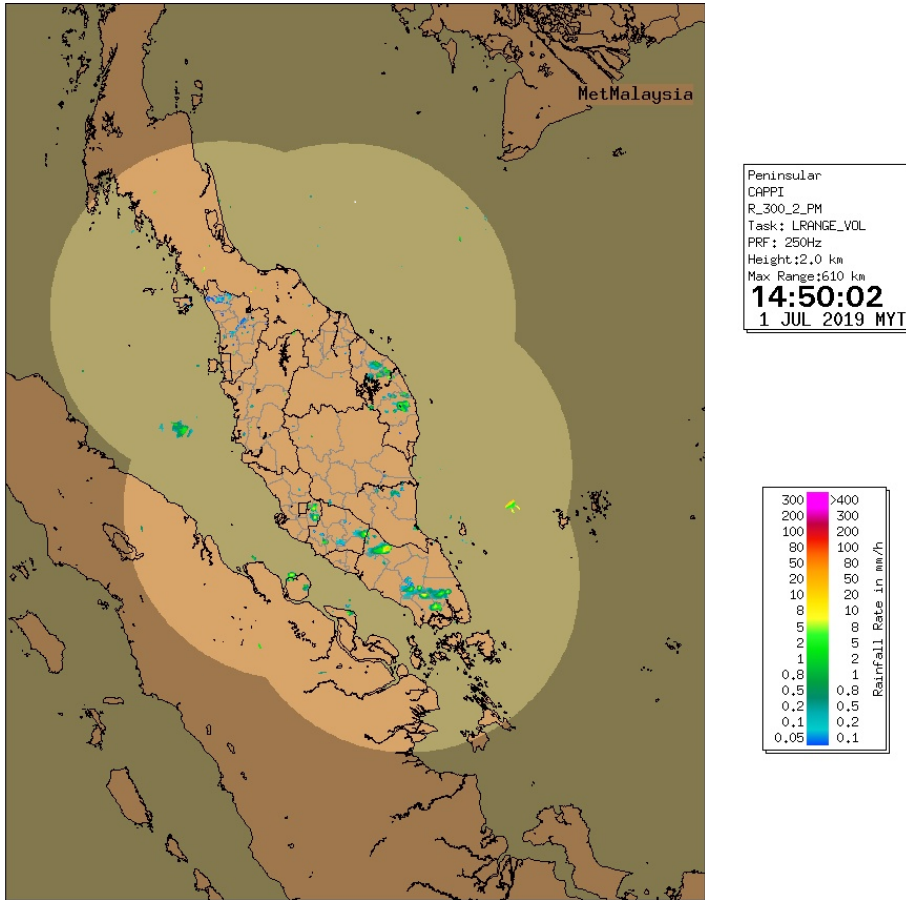 MetMalaysia
Peninsular
CAPPI
R_300_2_PM
Task: LRANGE_VOL
PRF: 250Hz
Height:2.0 km
Max Range:610 km
14:50:02
1 JUL 2019 MYT
300 >400
200 300
100 200
80 100
50 80
20 50
10 20
8 10
5 8
2 5
1 2
0.8 1
0.5 0.8
0.2 0.5
0.1 0.2
0.05 0.1
Rainfall Rate in mm/h